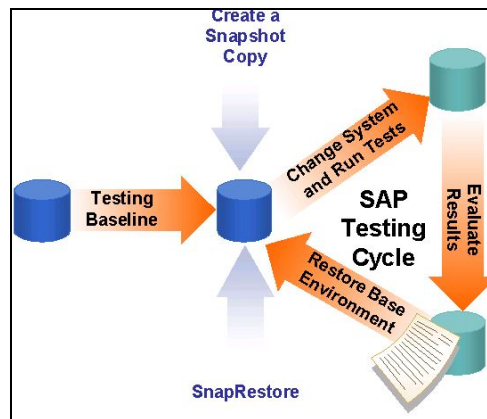 Create a
Snapshot
Copy
Change System
and Run Tests
Testing
Baseline
SAP
Testing
Cycle
Evaluate
Results
Restore Base
Environment
SnapRestore